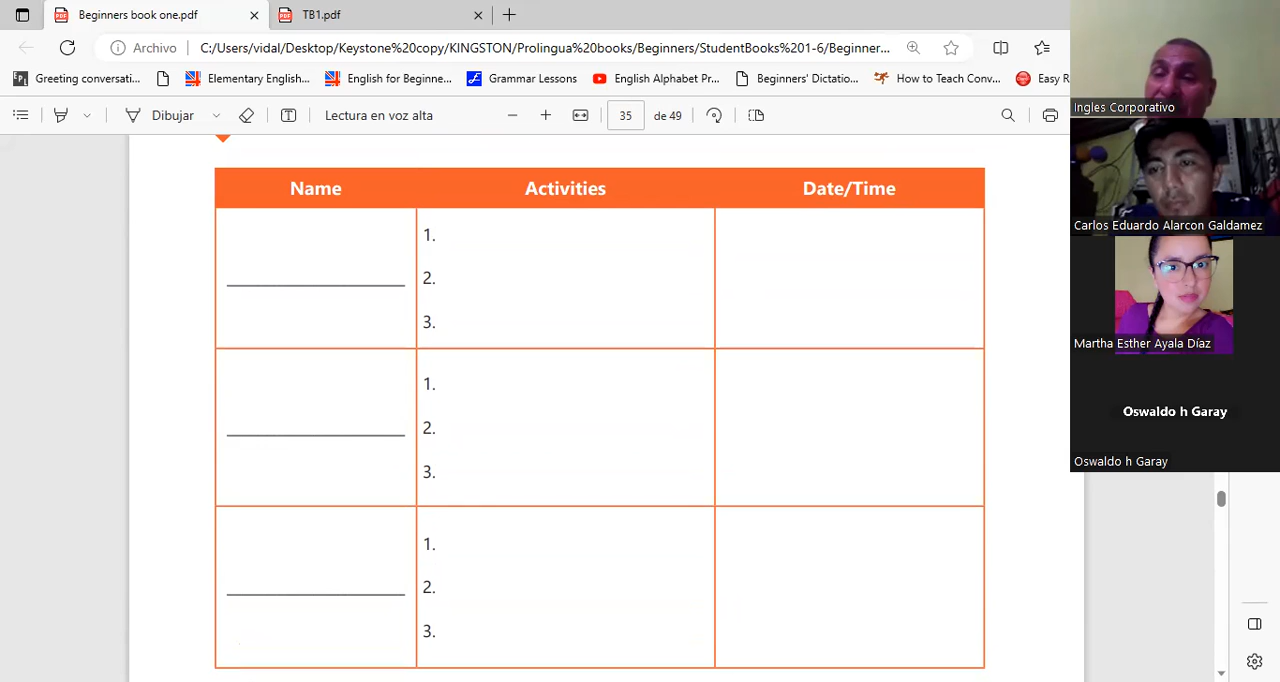 Beginners book one.pdf
TB1.pdf
Archivo
C:/Users/vidal/Desktop/Keystone%20copy/KINGSTON/Prolingua%20books/Beginners/StudentBooks%201-6/Beginner...
Greeting conversati...
Elementary English...
English for Beginne...
Grammar Lessons
English Alphabet Pr...
Beginners' Dictatio...
How to Teach Conv...
Easy R
Dibujar
Lectura en voz alta
35
de 49
Name
Activities
Date/Time
1.
2.
3.
1.
2.
3.
1.
2.
3.
Ingles Corporativo
Carlos Eduardo Alarcon Galdamez
Martha Esther Ayala Díaz
Oswaldo h Garay
Oswaldo h Garay